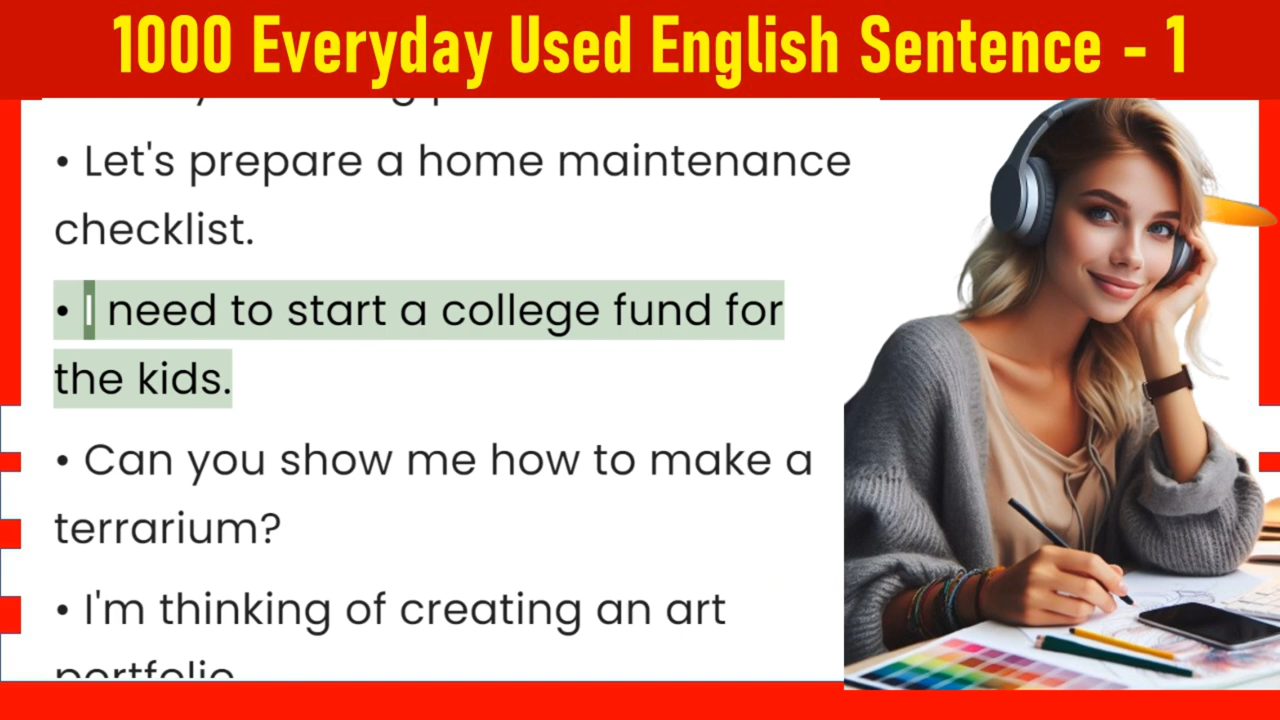 1000 Everyday Used English Sentence - 1
• Let's prepare a home maintenance
checklist.
• I need to start a college fund for
the kids.
• Can you show me how to make a
terrarium?
• I'm thinking of creating an art
portfolio